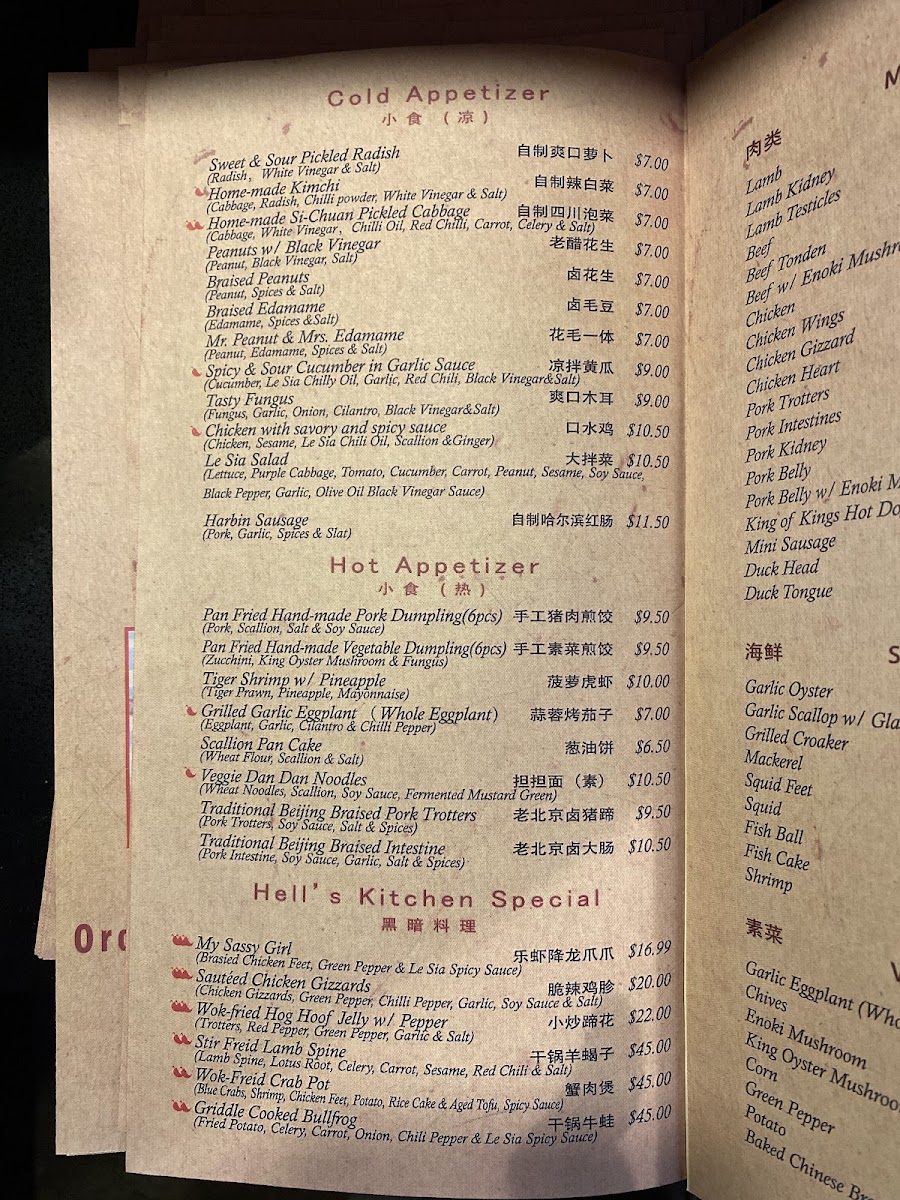 Cold Appetizer
小食（凉）
Sweet & Sour Pickled Radish 自制爽口萝卜 $7.00
(Radish, White Vinegar & Salt)
Home-made Kimchi 自制辣白菜 $7.00
(Cabbage, Radish, Chilli powder, White Vinegar & Salt)
Home-made Si-Chuan Pickled Cabbage 自制四川泡菜 $7.00
(Cabbage, White Vinegar, Chilli Oil, Red Chilli, Carrot, Celery & Salt)
Peanuts w/ Black Vinegar 老醋花生 $7.00
(Peanut, Black Vinegar, Salt)
Braised Peanuts 卤花生 $7.00
(Peanut, Spices & Salt)
Braised Edamame 卤毛豆 $7.00
(Edamame, Spices &Salt)
Mr. Peanut & Mrs. Edamame 花毛一体 $7.00
(Peanut, Edamame, Spices & Salt)
Spicy & Sour Cucumber in Garlic Sauce 凉拌黄瓜 $9.00
(Cucumber, Le Sia Chilly Oil, Garlic, Red Chili, Black Vinegar&Salt)
Tasty Fungus 爽口木耳 $9.00
(Fungus, Garlic, Onion, Cilantro, Black Vinegar&Salt)
Chicken with savory and spicy sauce 口水鸡 $10.50
(Chicken, Sesame, Le Sia Chili Oil, Scallion &Ginger)
Le Sia Salad 大拌菜 $10.50
(Lettuce, Purple Cabbage, Tomato, Cucumber, Carrot, Peanut, Sesame, Soy Sauce,
Black Pepper, Garlic, Olive Oil Black Vinegar Sauce)
Harbin Sausage 自制哈尔滨红肠 $11.50
(Pork, Garlic, Spices & Slat)
Hot Appetizer
小食（热）
Pan Fried Hand-made Pork Dumpling(6pcs) 手工猪肉煎饺 $9.50
(Pork, Scallion, Salt & Soy Sauce)
Pan Fried Hand-made Vegetable Dumpling(6pcs) 手工素菜煎饺 $9.50
(Zucchini, King Oyster Mushroom & Fungus)
Tiger Shrimp w/ Pineapple 菠萝虎虾 $10.00
(Tiger Prawn, Pineapple, Mayonnaise)
Grilled Garlic Eggplant （Whole Eggplant） 蒜蓉烤茄子 $7.00
(Eggplant, Garlic, Cilantro & Chilli Pepper)
Scallion Pan Cake 葱油饼 $6.50
(Wheat Flour, Scallion & Salt)
Veggie Dan Dan Noodles 担担面（素） $10.50
(Wheat Noodles, Scallion, Soy Sauce, Fermented Mustard Green)
Traditional Beijing Braised Pork Trotters 老北京卤猪蹄 $9.50
(Pork Trotters, Soy Sauce, Salt & Spices)
Traditional Beijing Braised Intestine 老北京卤大肠 $10.50
(Pork Intestine, Soy Sauce, Garlic, Salt & Spices)
Hell's Kitchen Special
黑暗料理
My Sassy Girl 乐虾降龙爪爪 $16.99
(Brasied Chicken Feet, Green Pepper & Le Sia Spicy Sauce)
Sautéed Chicken Gizzards 脆辣鸡胗 $20.00
(Chicken Gizzards, Green Pepper, Chilli Pepper, Garlic, Soy Sauce & Salt)
Wok-fried Hog Hoof Jelly w/ Pepper 小炒蹄花 $22.00
(Trotters, Red Pepper, Green Pepper, Garlic & Salt)
Stir Freid Lamb Spine 干锅羊蝎子 $45.00
(Lamb Spine, Lotus Root, Celery, Carrot, Sesame, Red Chili & Salt)
Wok-Freid Crab Pot 蟹肉煲 $45.00
(Blue Crabs, Shrimp, Chicken Feet, Potato, Rice Cake & Aged Tofu, Spicy Sauce)
Griddle Cooked Bullfrog 干锅牛蛙 $45.00
(Fried Potato, Celery, Carrot, Onion, Chili Pepper & Le Sia Spicy Sauce)
肉类
Lamb
Lamb Kidney
Lamb Testicles
Beef
Beef Tonden
Beef w/ Enoki
Chicken
Chicken Wings
Chicken Gizzard
Chicken Heart
Pork Trotters
Pork Intestines
Pork Kidney
Pork Belly
Pork Belly w/ Enoki
King of Kings Hot
Mini Sausage
Duck Head
Duck Tongue
海鲜
Garlic Oyster
Garlic Scallop w/
Grilled Croaker
Mackerel
Squid Feet
Squid
Fish Ball
Fish Cake
Shrimp
素菜
Garlic Eggplant
Chives
Enoki Mushroom
King Oyster
Corn
Green Pepper
Potato
Baked Chinese